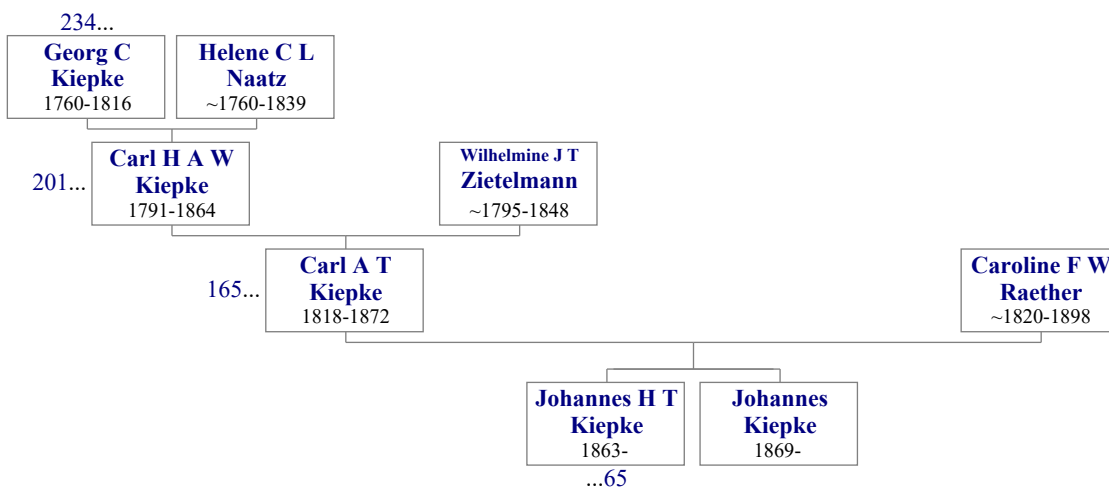 234...
Georg C
Kiepke
1760-1816
Helene C L
Naatz
~1760-1839
201...
Carl H A W
Kiepke
1791-1864
Wilhelmine J T
Zietelmann
~1795-1848
165...
Carl A T
Kiepke
1818-1872
Caroline F W
Raether
~1820-1898
Johannes H T
Kiepke
1863-
...65
Johannes
Kiepke
1869-